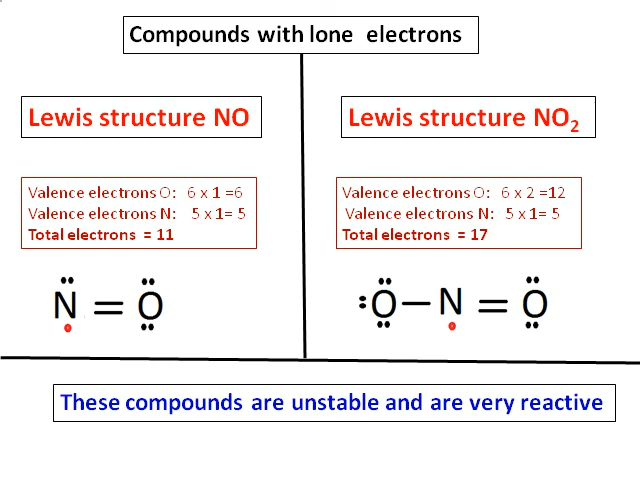 Compounds with lone electrons
Lewis structure NO
Valence electrons O: 6 x 1 =6
Valence electrons N: 5 x 1= 5
Total electrons = 11
N = O
Lewis structure NO₂
Valence electrons O: 6 x 2 =12
Valence electrons N: 5 x 1= 5
Total electrons = 17
O – N = O
These compounds are unstable and are very reactive